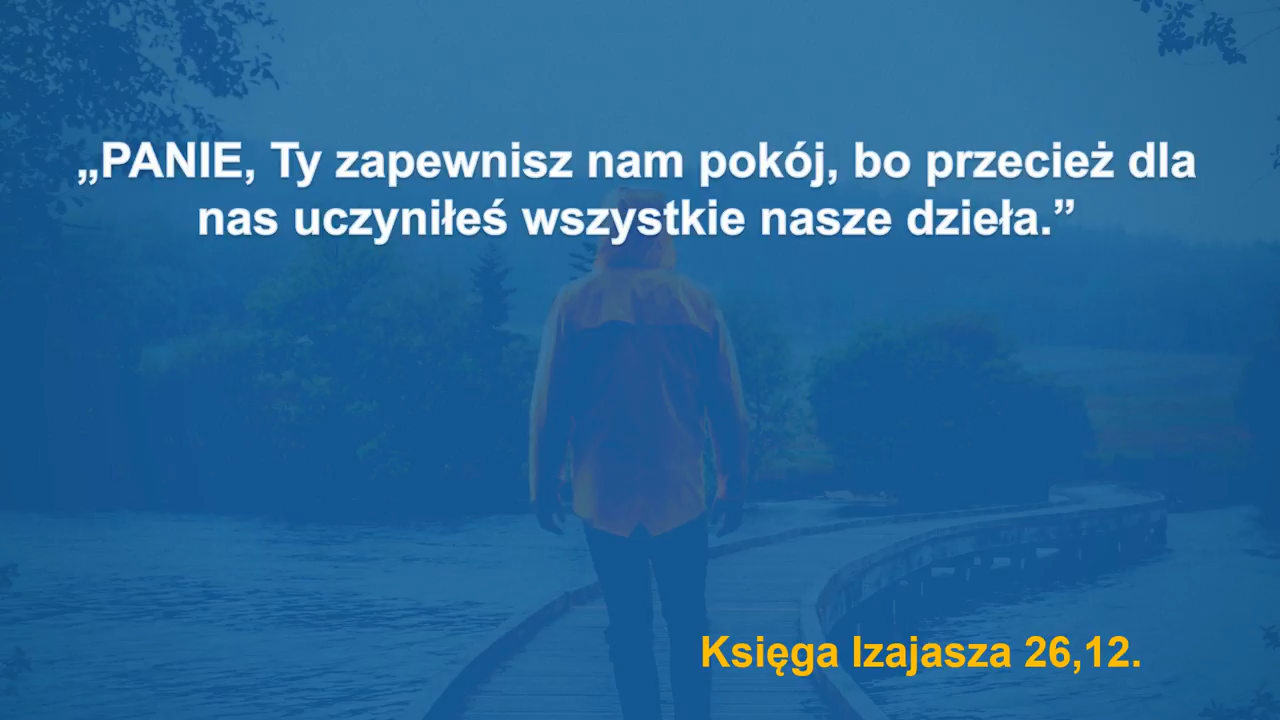 „PANIE, Ty zapewnisz nam pokój, bo przecież dla
nas uczyniłeś wszystkie nasze dzieła.”
Księga Izajasza 26,12.